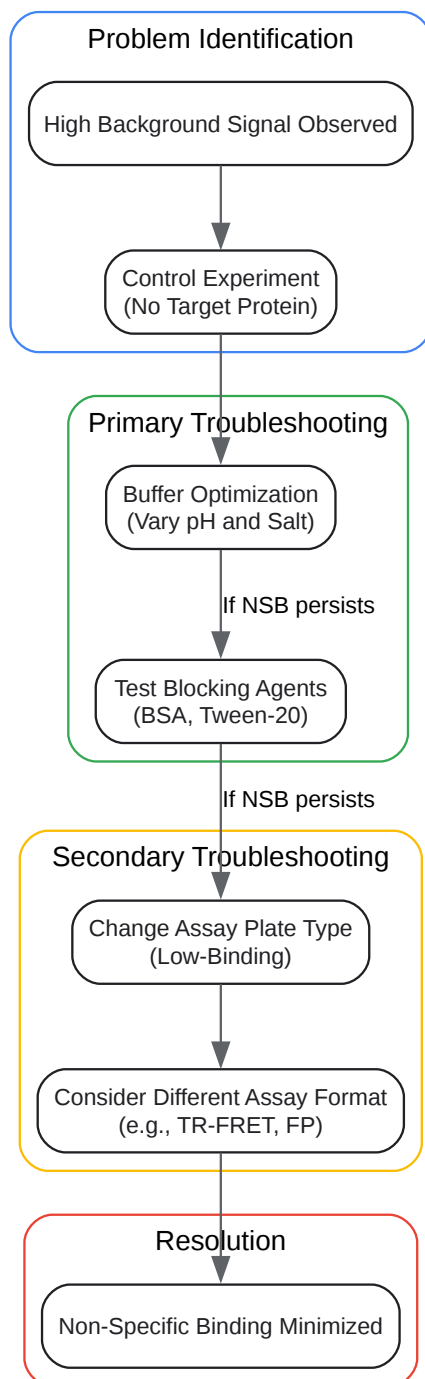 Problem Identification
High Background Signal Observed
Control Experiment
(No Target Protein)
Primary Troubleshooting
Buffer Optimization
(Vary pH and Salt)
If NSB persists
Test Blocking Agents
(BSA, Tween-20)
If NSB persists
Secondary Troubleshooting
Change Assay Plate Type
(Low-Binding)
Consider Different Assay Format
(e.g., TR-FRET, FP)
Resolution
Non-Specific Binding Minimized